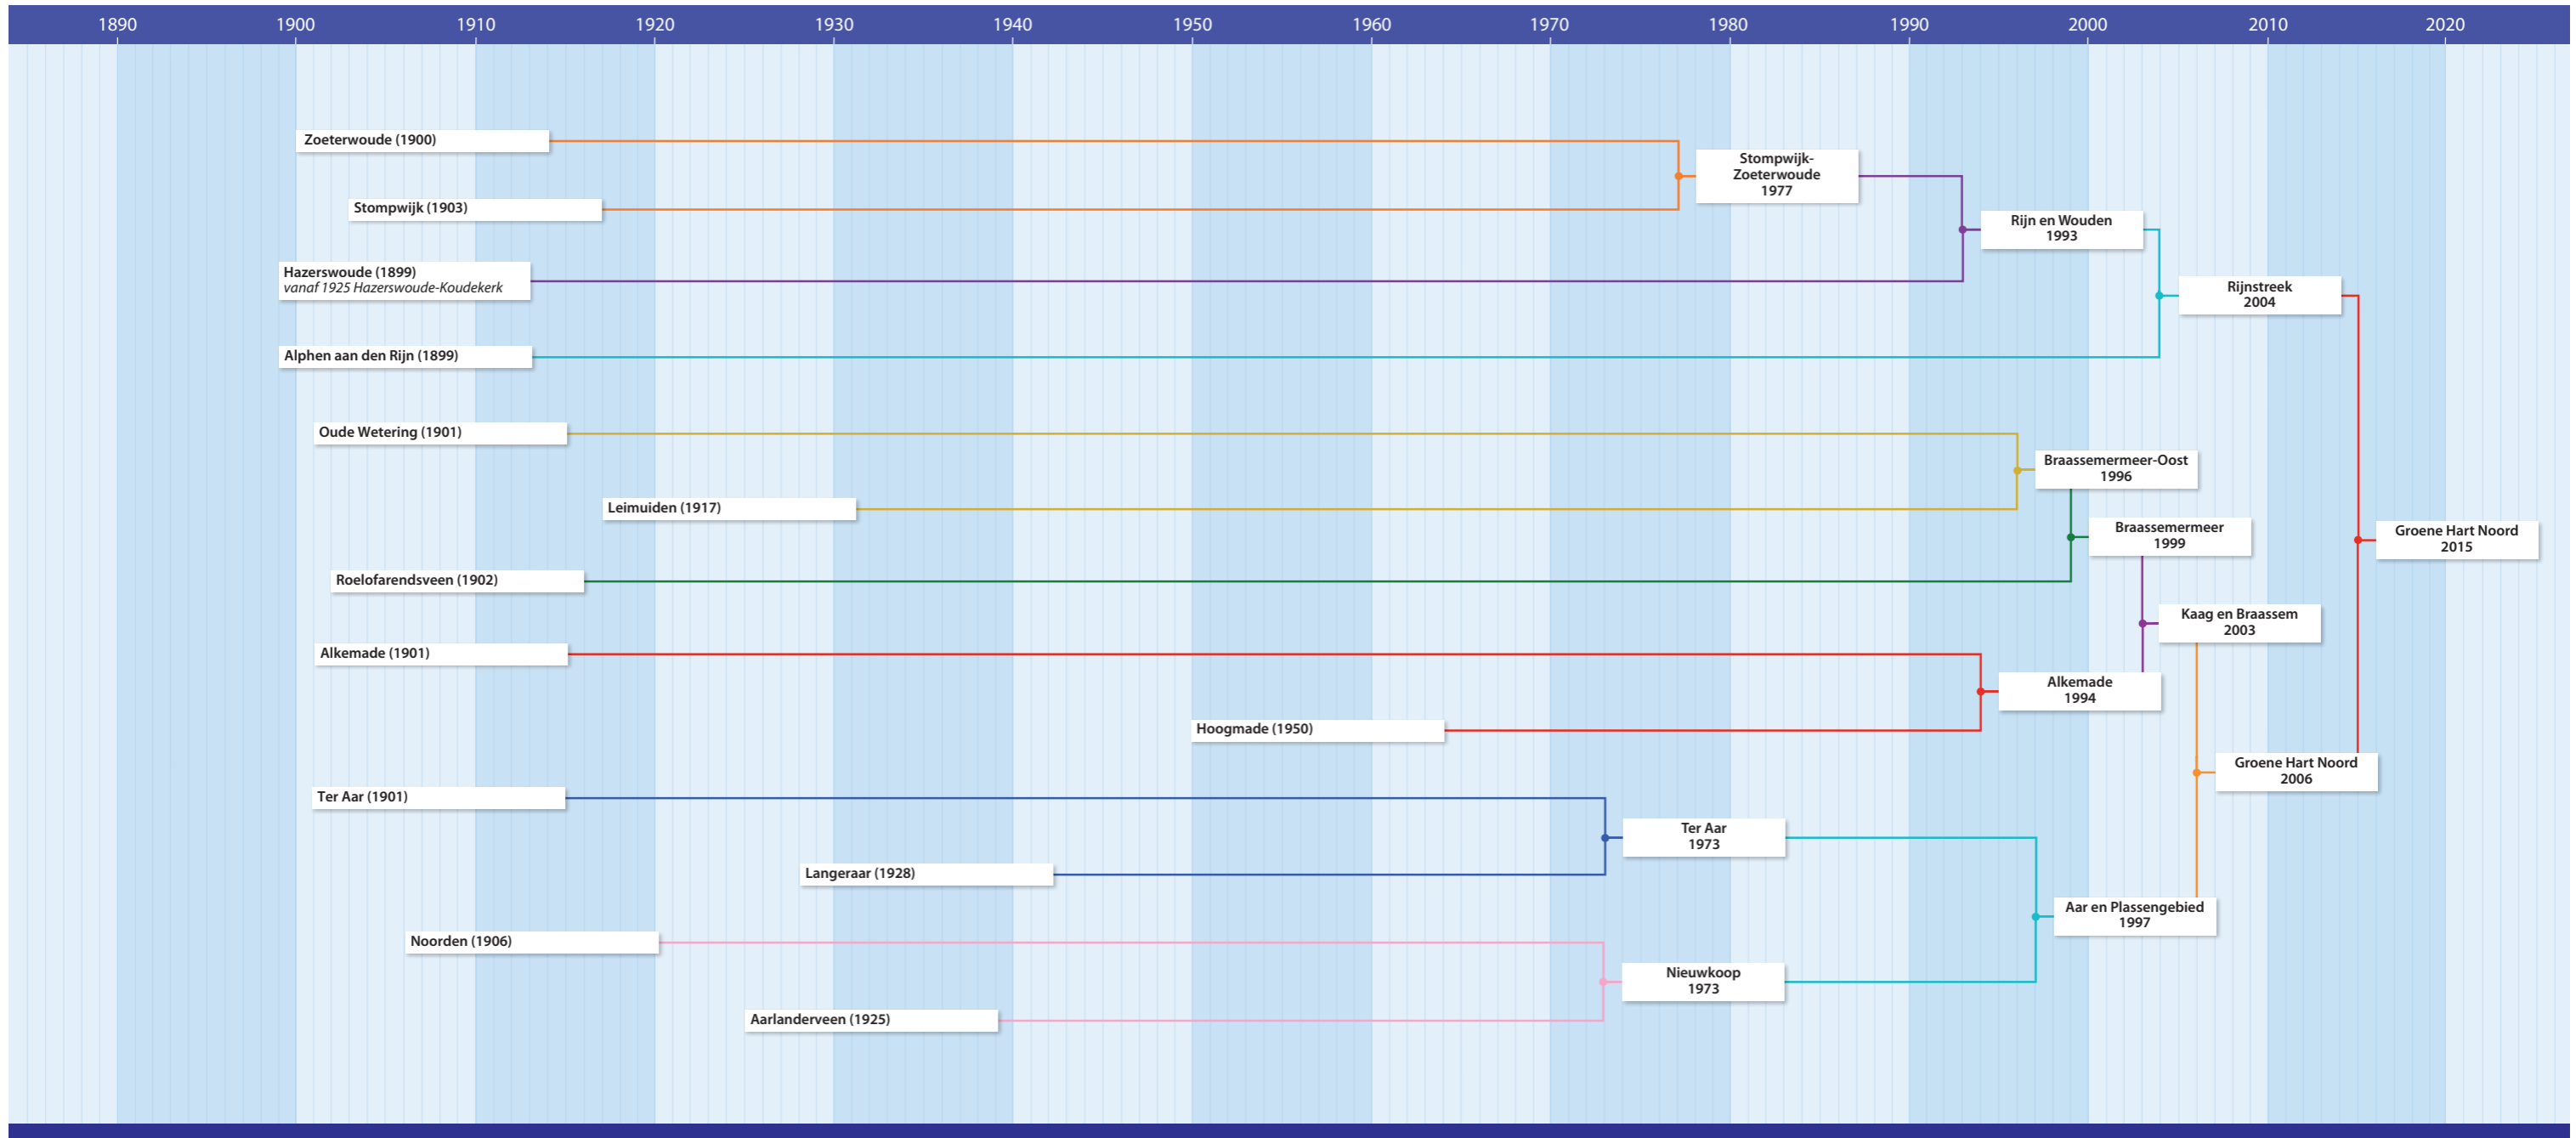 1890 1900 1910 1920 1930 1940 1950 1960 1970 1980 1990 2000 2010 2020
Zoeterwoude (1900)
Stompwijk-
Zoeterwoude
1977
Stompwijk (1903)
Rijn en Wouden
1993
Hazerswoude (1899)
vanaf 1925 Hazerswoude-Koudekerk
Rijnstreek
2004
Alphen aan den Rijn (1899)
Oude Wetering (1901)
Braassemermeer-Oost
1996
Leimuiden (1917)
Braassemermeer
1999
Groene Hart Noord
2015
Roelofarendsveen (1902)
Kaag en Braassem
2003
Alkemade (1901)
Alkemade
1994
Hoogmade (1950)
Groene Hart Noord
2006
Ter Aar (1901)
Ter Aar
1973
Langeraar (1928)
Aar en Plassengebied
1997
Noorden (1906)
Nieuwkoop
1973
Aarlanderveen (1925)